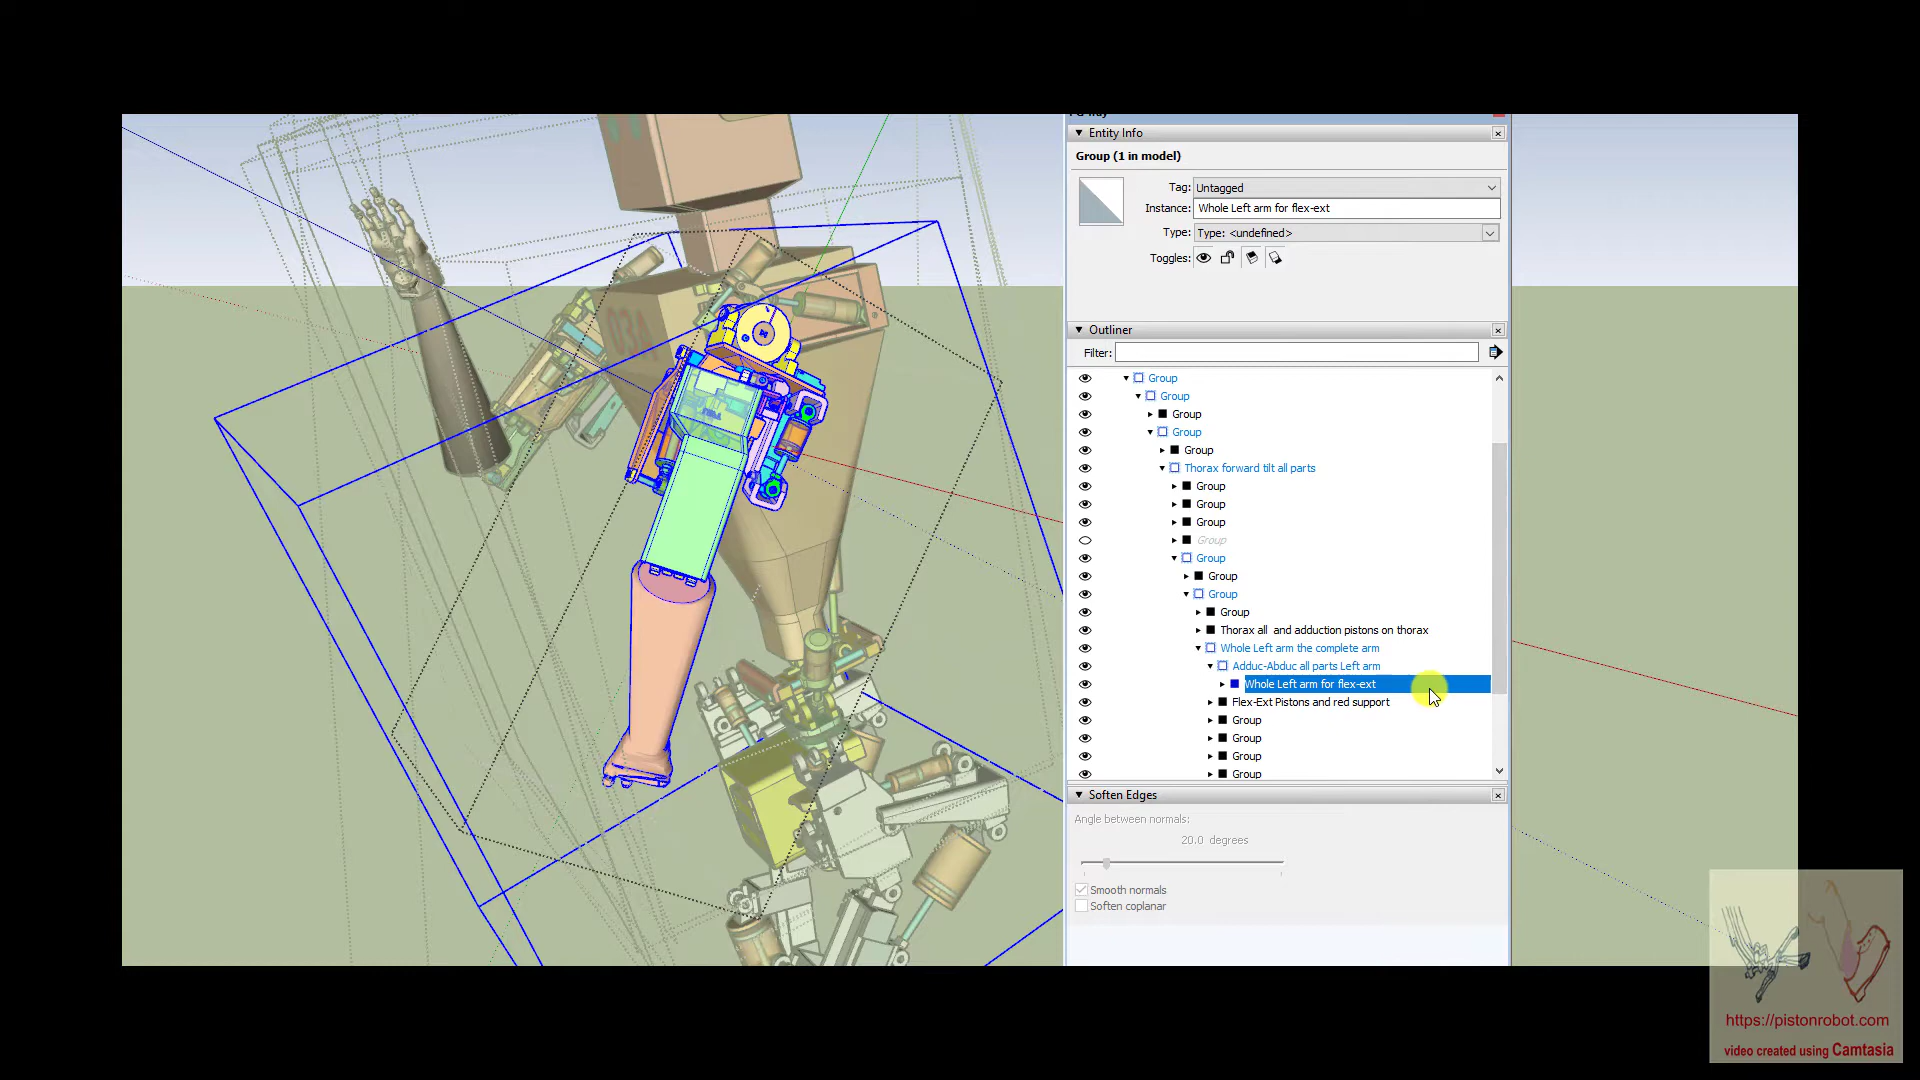 Entity Info
Group (1 in model)
Tag: Untagged
Instance: Whole Left arm for flex-ext
Type: Type: <undefined>
Toggles:
Outliner
Filter:
Group
Group
Group
Group
Group
Thorax forward tilt all parts
Group
Group
Group
Group
Group
Group
Group
Group
Thorax all and adduction pistons on thorax
Whole Left arm the complete arm
Adduc-Abduc all parts Left arm
Whole Left arm for flex-ext
Flex-Ext Pistons and red support
Group
Group
Group
Group
Soften Edges
Angle between normals:
20.0 degrees
Smooth normals
Soften coplanar
https://pistonrobot.com
video created using Camtasia